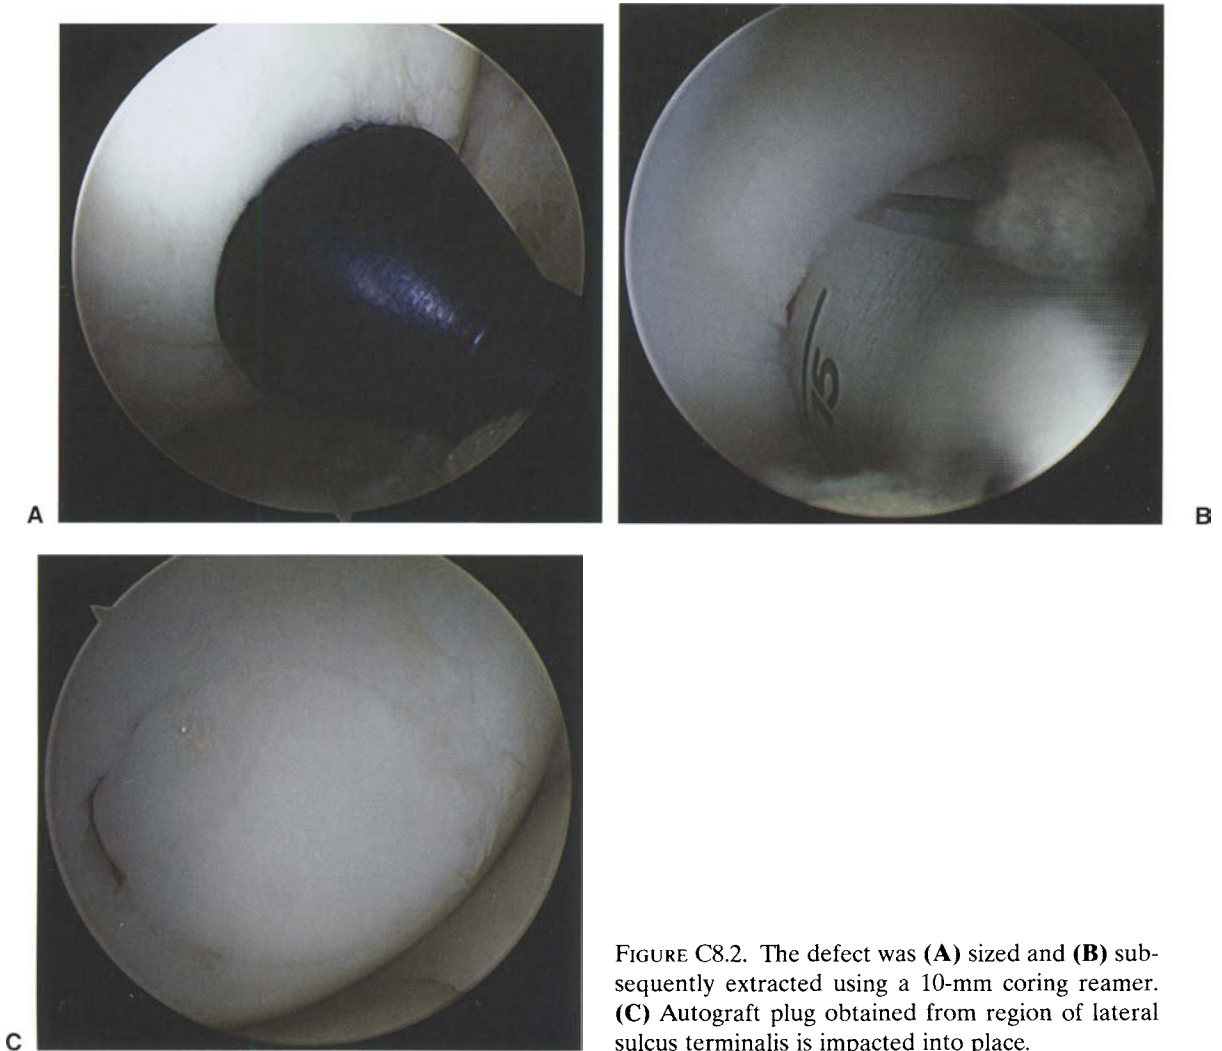 A
B
15
C
FIGURE C8.2. The defect was (A) sized and (B) sub-
sequently extracted using a 10-mm coring reamer.
(C) Autograft plug obtained from region of lateral
sulcus terminalis is impacted into place.